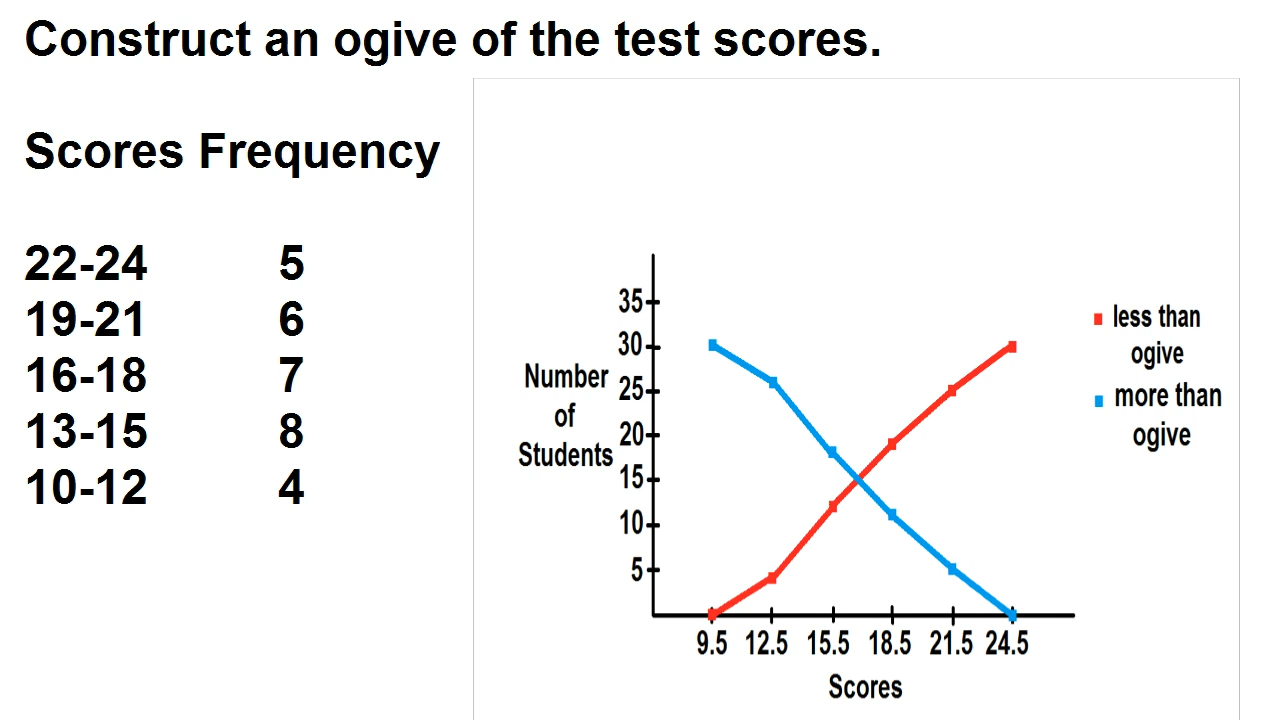 Construct an ogive of the test scores.
Scores Frequency
22-24 5
19-21 6
16-18 7
13-15 8
10-12 4
Number
of
Students
35
30
25
20
15
10
5
9.5 12.5 15.5 18.5 21.5 24.5
Scores
less than
ogive
more than
ogive